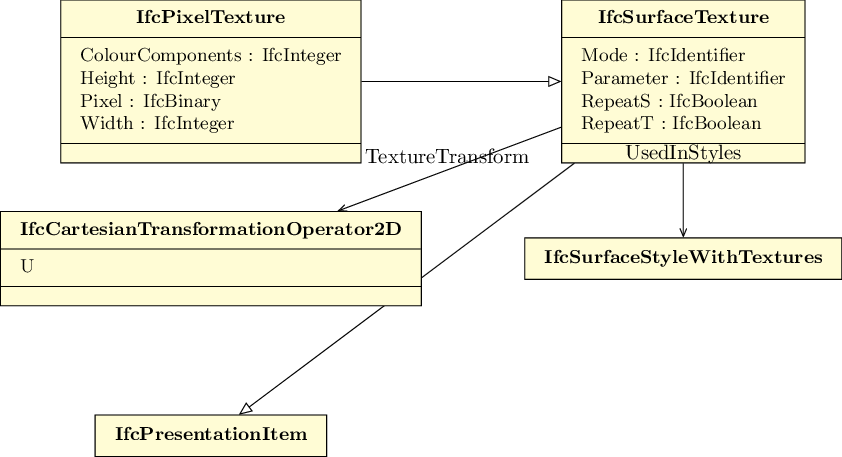 IfcPixelTexture
ColourComponents : IfcInteger
Height : IfcInteger
Pixel : IfcBinary
Width : IfcInteger
IfcSurfaceTexture
Mode : IfcIdentifier
Parameter : IfcIdentifier
RepeatS : IfcBoolean
RepeatT : IfcBoolean
TextureTransform
UsedInStyles
IfcCartesianTransformationOperator2D
U
IfcSurfaceStyleWithTextures
IfcPresentationItem